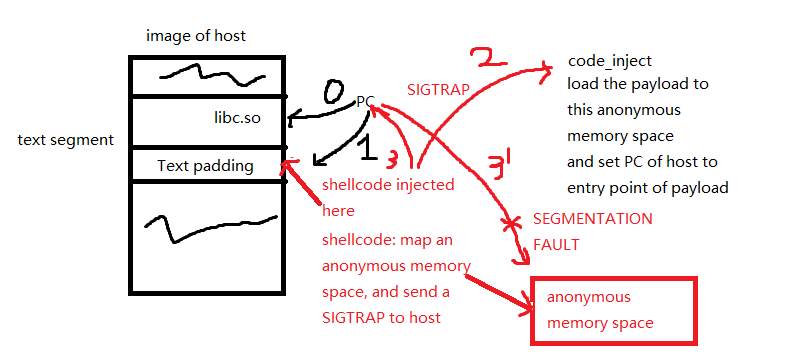 image of host
text segment
libc.so
Text padding
0
PC
1
SIGTRAP
2
code_inject
load the payload to
this anonymous
memory space
and set PC of host to
entry point of payload
3
3'
shellcode injected
here
shellcode: map an
anonymous memory
space, and send a
SIGTRAP to host
SEGMENTATION
FAULT
anonymous
memory space